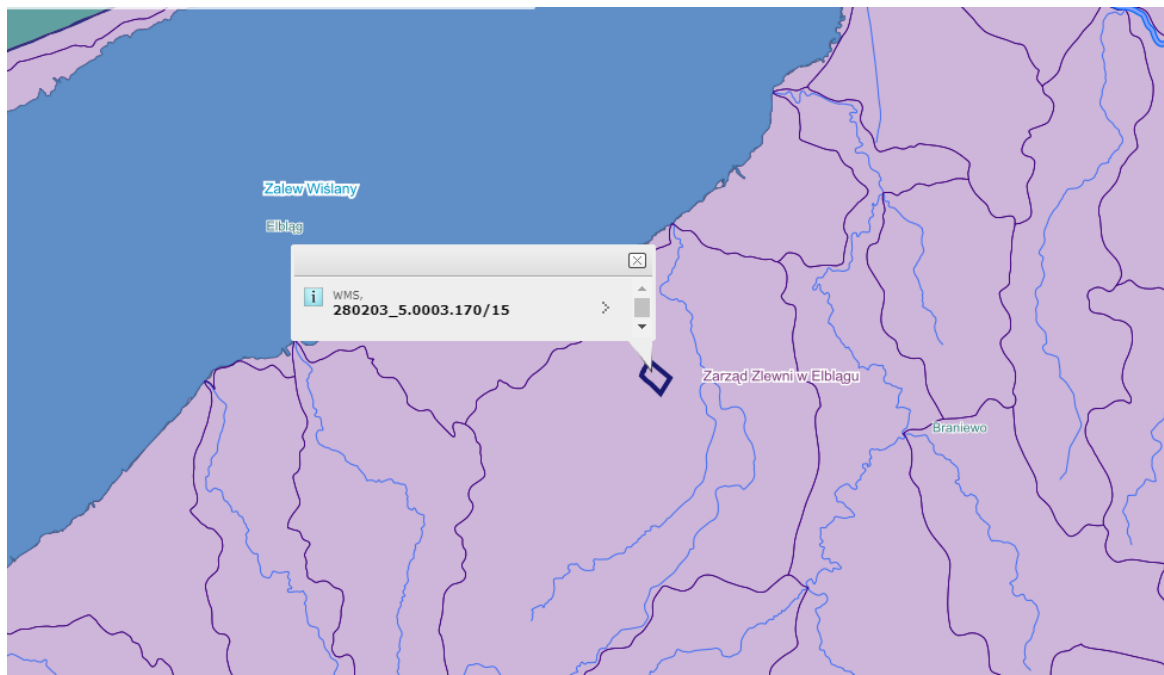 Zalew Wiślany
Elbląg
WMS,
280203_5.0003.170/15
Zarząd Zlewni w Elblągu
Braniewo